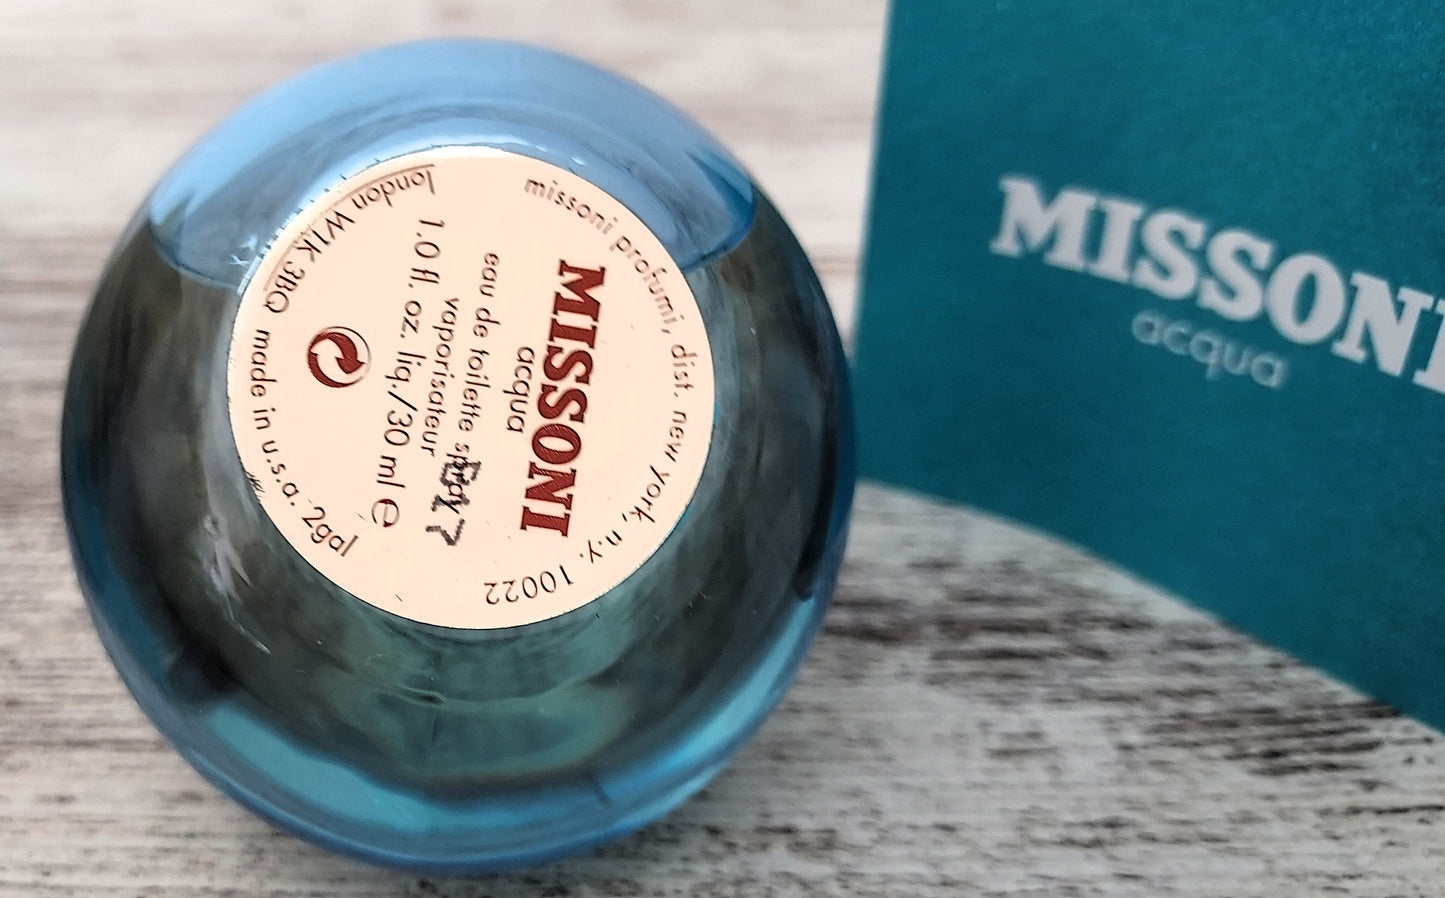 MISSONI
acqua
eau de toilette spray
vaporisateur
1.0 fl. oz. liq./30 ml e
missoni profumi, dist. new york, n.y. 10022
london W1K 3BQ made in u.s.a. 2gal
MISSONI
acqua